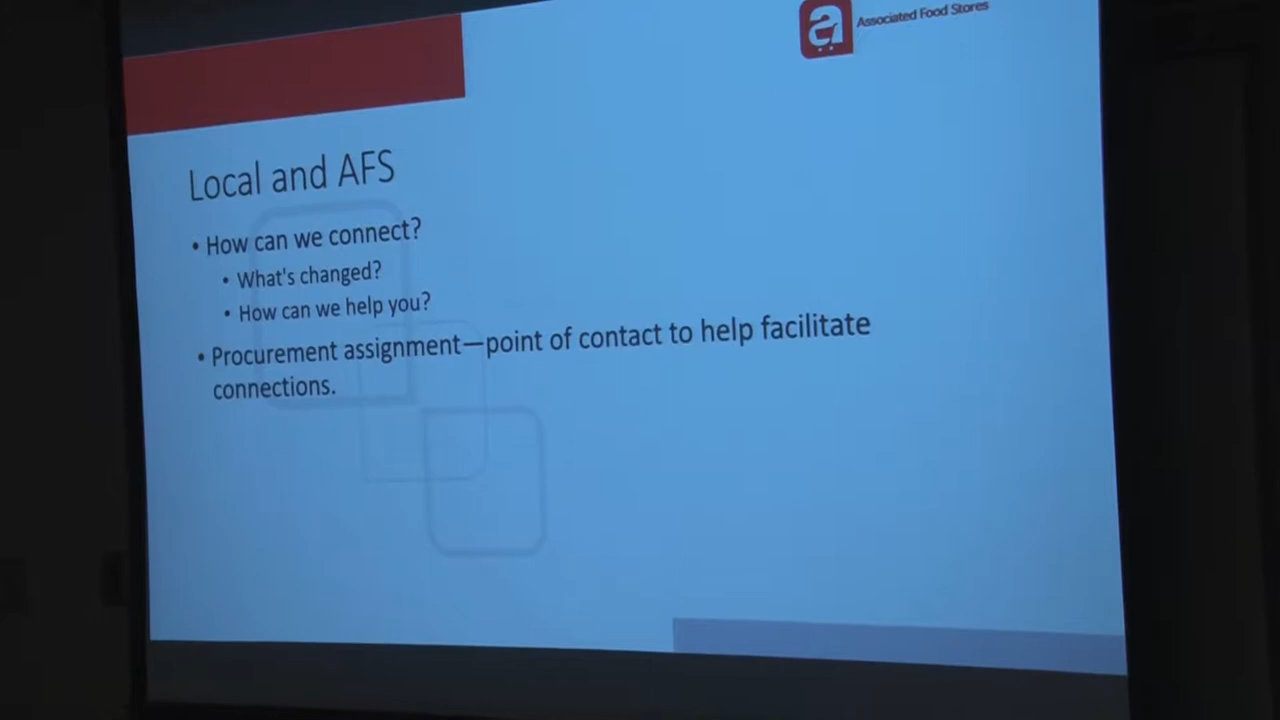 a Associated Food Stores
Local and AFS
• How can we connect?
• What's changed?
• How can we help you?
• Procurement assignment—point of contact to help facilitate
connections.